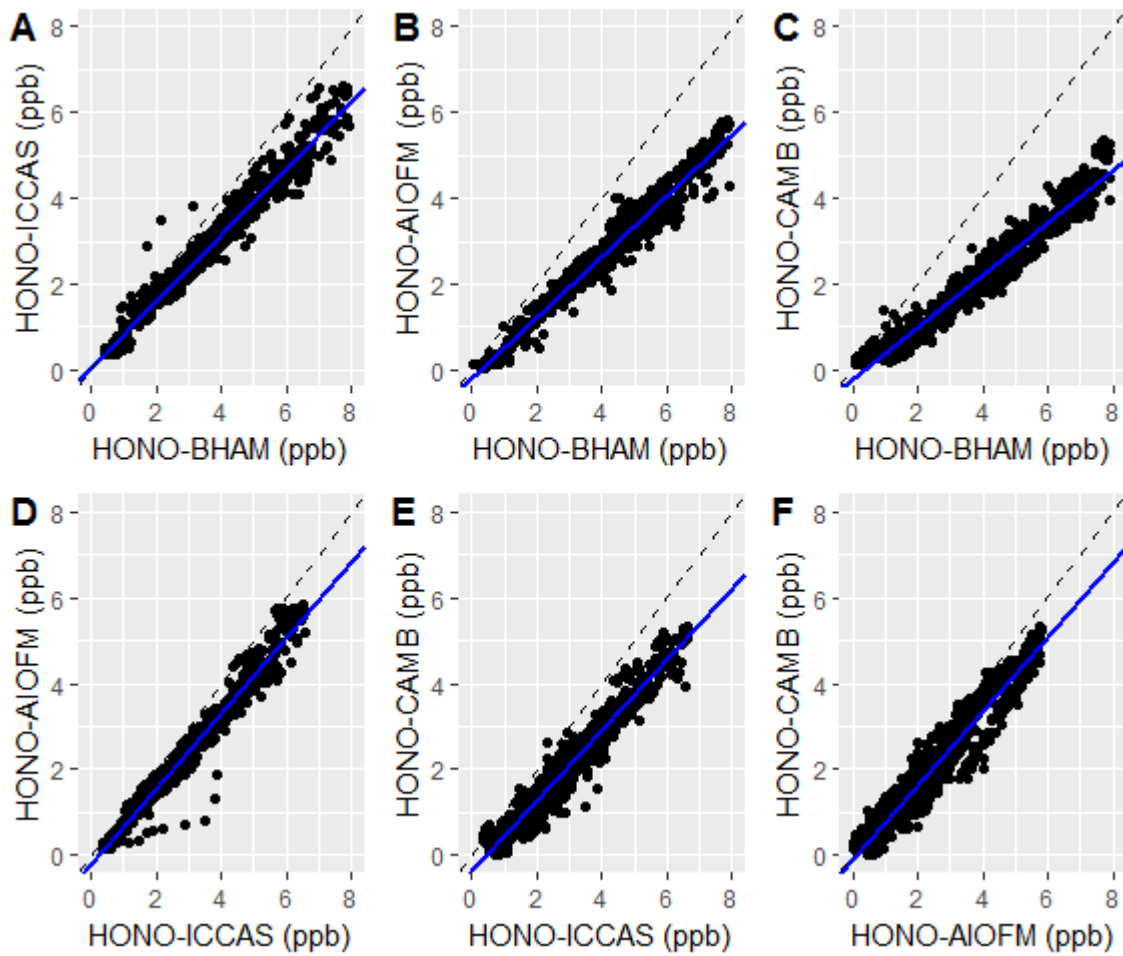 A
B
C
HONO-ICCAS (ppb)
HONO-AIOFM (ppb)
HONO-CAMB (ppb)
8
6
4
2
0
8
6
4
2
0
8
6
4
2
0
0 2 4 6 8
0 2 4 6 8
0 2 4 6 8
HONO-BHAM (ppb)
HONO-BHAM (ppb)
HONO-BHAM (ppb)
D
E
F
HONO-AIOFM (ppb)
HONO-CAMB (ppb)
HONO-CAMB (ppb)
8
6
4
2
0
8
6
4
2
0
8
6
4
2
0
0 2 4 6 8
0 2 4 6 8
0 2 4 6 8
HONO-ICCAS (ppb)
HONO-ICCAS (ppb)
HONO-AIOFM (ppb)